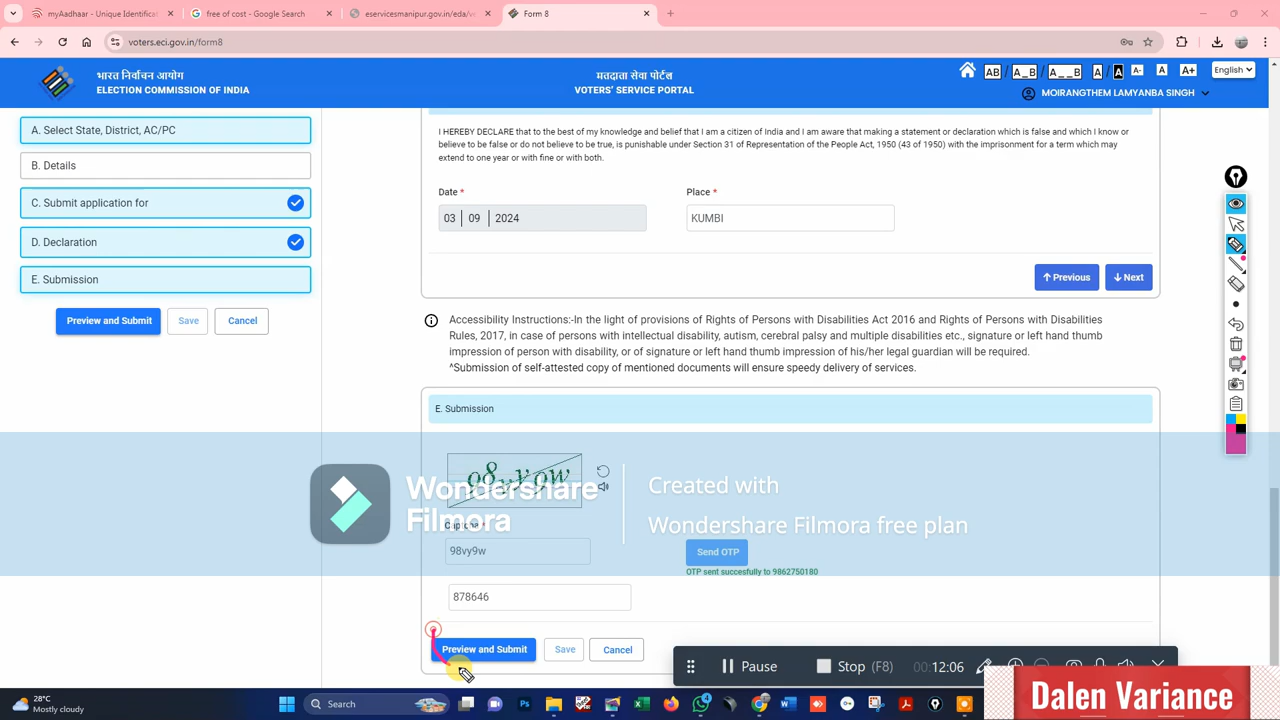 myAadhaar - Unique Identificat
free of cost - Google Search
eservicesmanipur.gov.in/eda/v
Form 8
voters.eci.gov.in/form8
भारत निर्वाचन आयोग
ELECTION COMMISSION OF INDIA
मतदाता सेवा पोर्टल
VOTERS' SERVICE PORTAL
AB
A_B
A__B
A
A
A-
A
A+
English
MOIRANGTHEM LAMYANBA SINGH
A. Select State, District, AC/PC
B. Details
C. Submit application for
D. Declaration
E. Submission
Preview and Submit
Save
Cancel
I HEREBY DECLARE that to the best of my knowledge and belief that I am a citizen of India and I am aware that making a statement or declaration which is false and which I know or
believe to be false or do not believe to be true, is punishable under Section 31 of Representation of the People Act, 1950 (43 of 1950) with the imprisonment for a term which may
extend to one year or with fine or with both.
Date *
Place *
03 | 09 | 2024
KUMBI
Previous
Next
Accessibility Instructions:-In the light of provisions of Rights of Persons with Disabilities Act 2016 and Rights of Persons with Disabilities
Rules, 2017, in case of persons with intellectual disability, autism, cerebral palsy and multiple disabilities etc., signature or left hand thumb
impression of person with disability, or of signature or left hand thumb impression of his/her legal guardian will be required.
^Submission of self-attested copy of mentioned documents will ensure speedy delivery of services.
E. Submission
Wondershare
Filmora
Created with
Wondershare Filmora free plan
98vy9w
Send OTP
OTP sent succesfully to 9862750180
878646
Preview and Submit
Save
Cancel
Pause
Stop (F8)
00:12:06
28°C
Mostly cloudy
Search
Dalen Variance